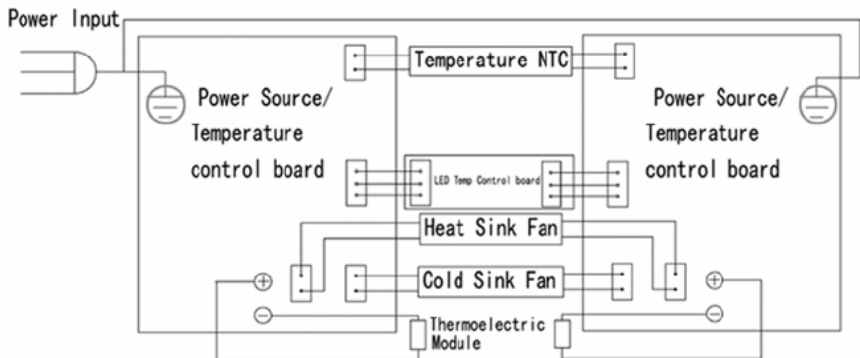 Power Input
Temperature NTC
Power Source/
Temperature
control board
Power Source/
Temperature
control board
LED Temp Control board
Heat Sink Fan
Cold Sink Fan
Thermoelectric
Module